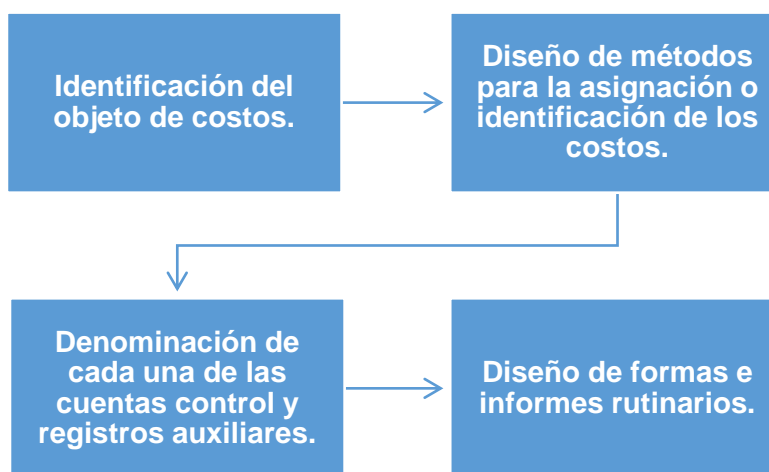 Identificación del
objeto de costos.
Diseño de métodos
para la asignación o
identificación de los
costos.
Denominación de
cada una de las
cuentas control y
registros auxiliares.
Diseño de formas e
informes rutinarios.